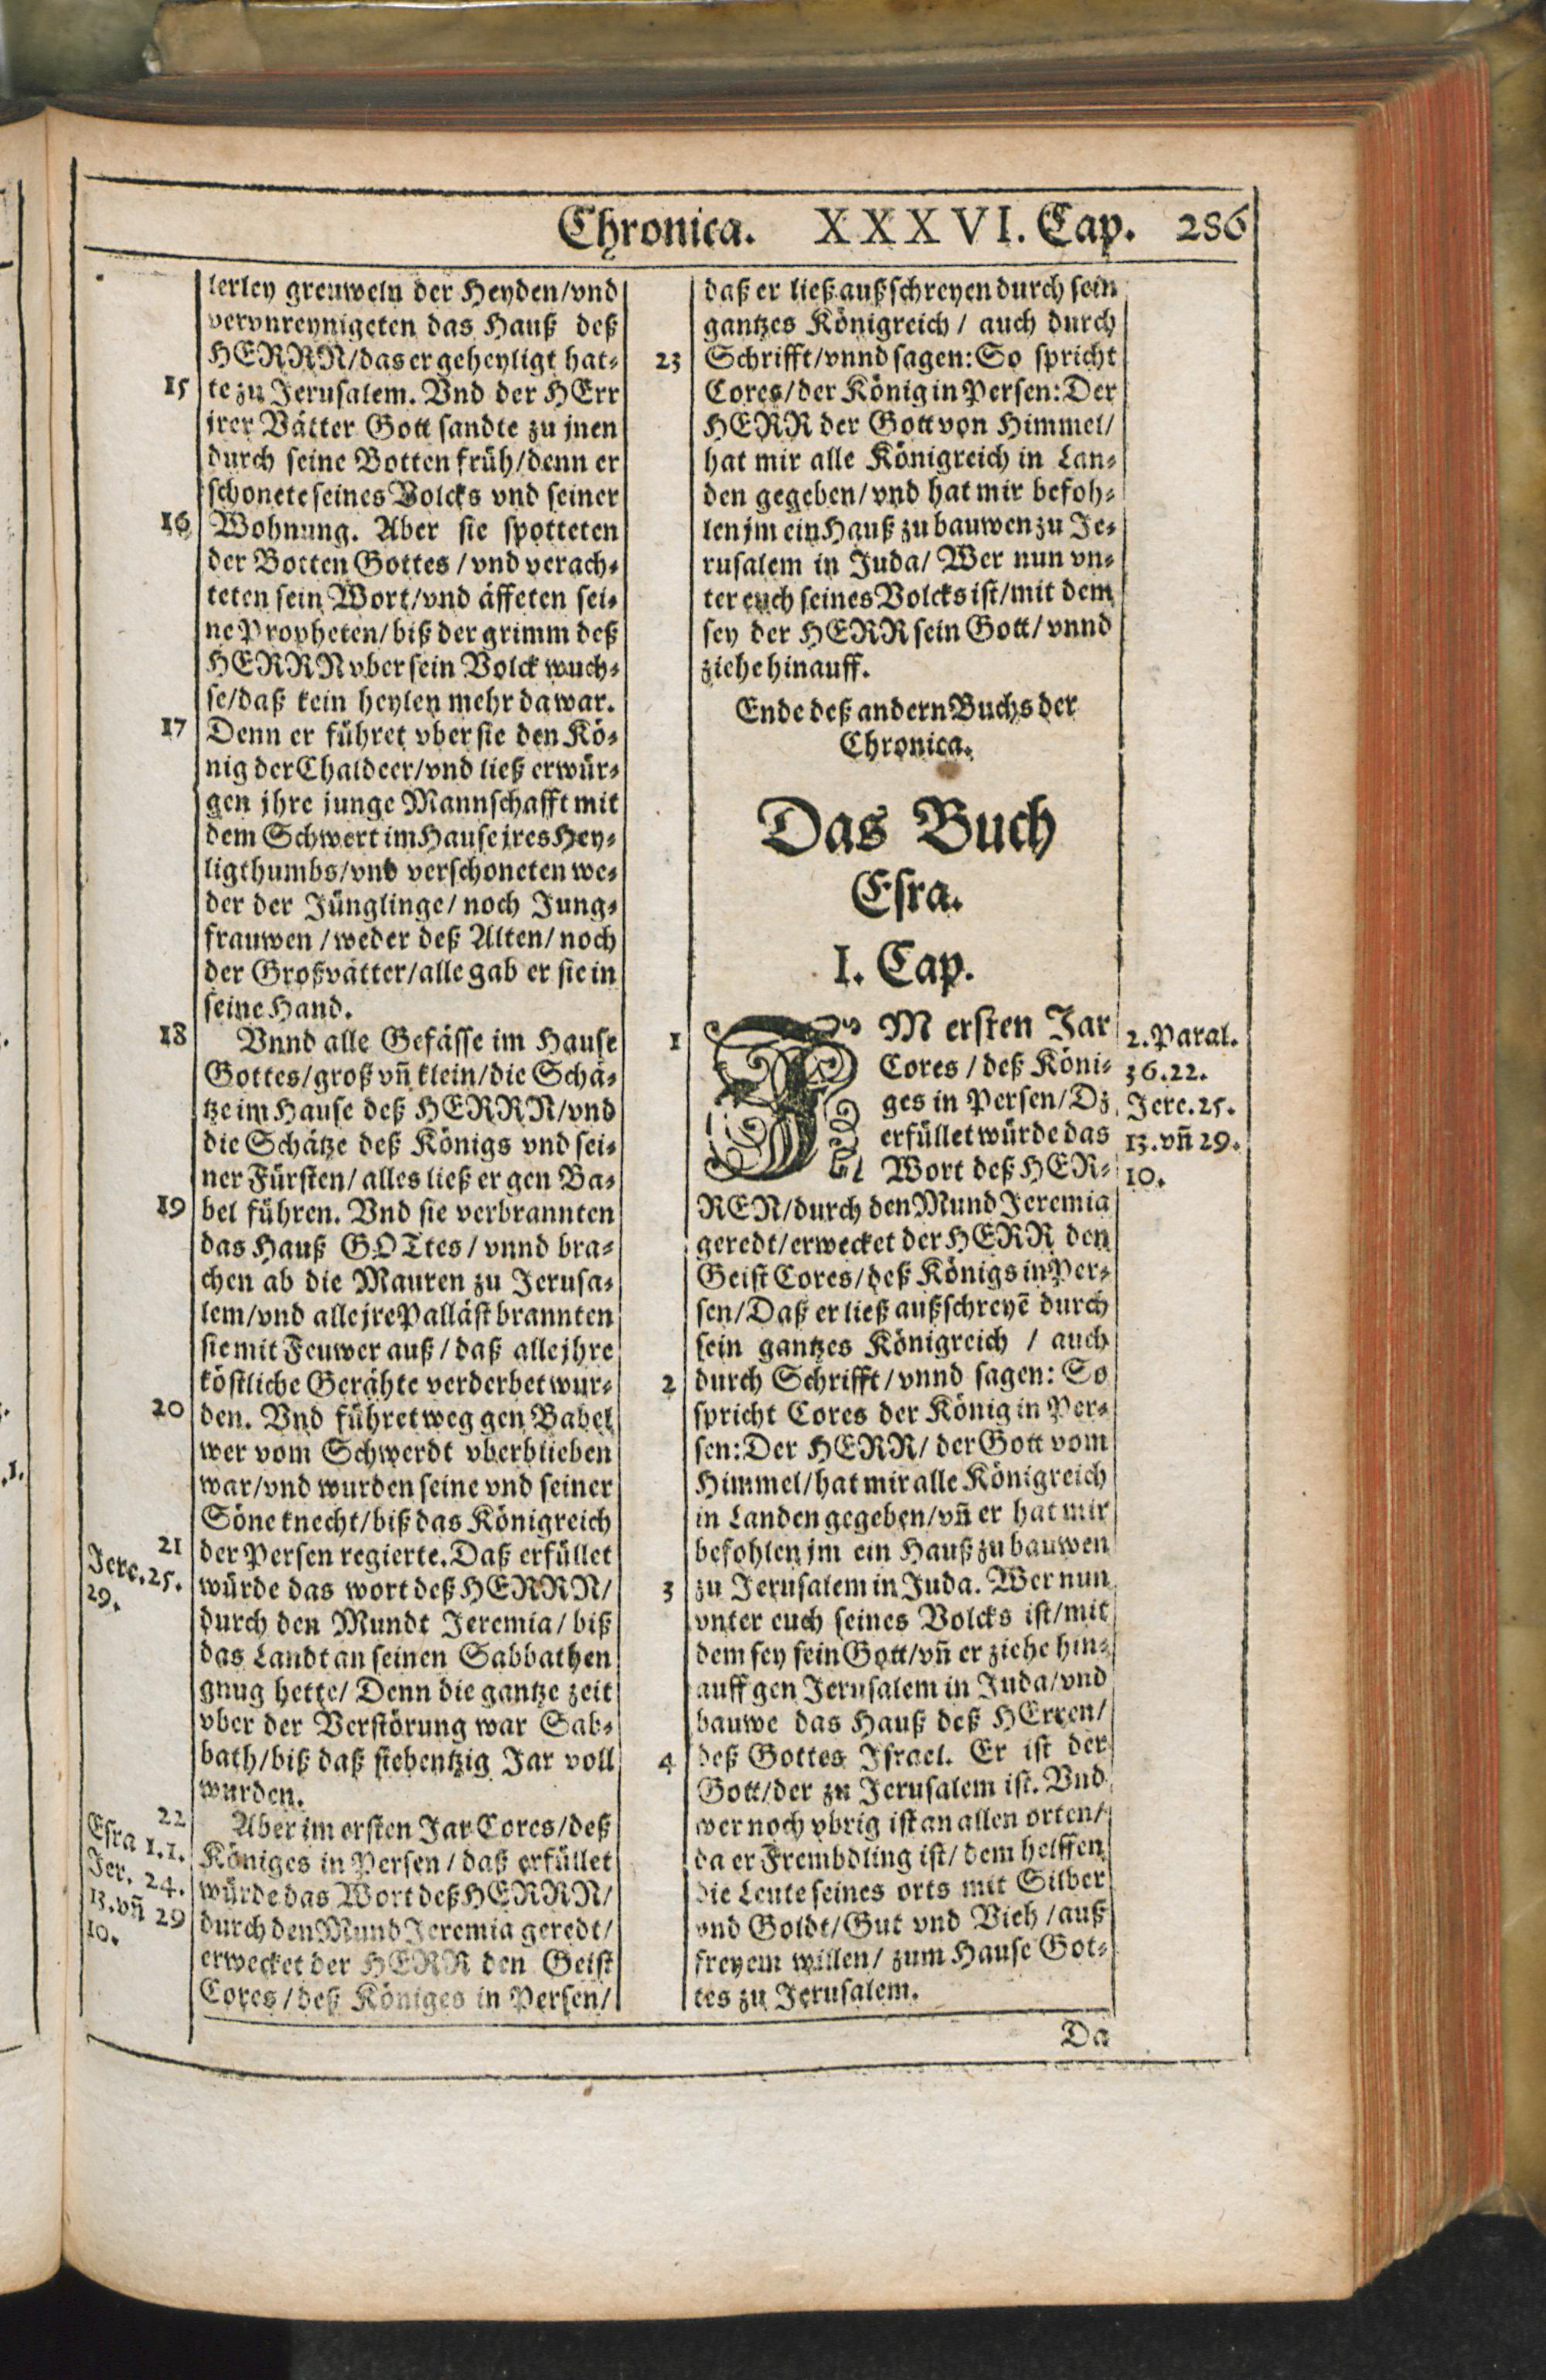 Chronica. XXXVI. Cap. 286
lerley greuweln der Heyden/vnd
vervnreynigeten das Hauß deß
HERRN/das er geheyligt hat-
15 te zu Jerusalem. Vnd der HErr
jrer Vätter Gott sandte zu jnen
durch seine Botten früh/denn er
schonete seines Volcks vnd seiner
16 Wohnung. Aber sie spotteten
der Botten Gottes/vnd verach-
teten sein Wort/vnd äffeten sei-
ne Propheten/biß der grimm deß
HERRN vber sein Volck wuch-
se/daß kein heylen mehr da war.
17 Denn er führet vber sie den Kö-
nig der Chaldeer/vnd ließ erwür-
gen jhre junge Mannschafft mit
dem Schwert im Hause jres Hey-
ligthumbs/vnd verschoneten we-
der der Jünglinge/noch Jung-
frauwen/weder deß Alten/noch
der Großvätter/alle gab er sie in
seine Hand.
18 Vnnd alle Gefässe im Hause
Gottes/groß vñ klein/die Schä-
tze im Hause deß HERRN/vnd
die Schätze deß Königs vnd sei-
ner Fürsten/alles ließ er gen Ba-
19 bel führen. Vnd sie verbrannten
das Hauß GOTtes/vnnd bra-
chen ab die Mauren zu Jerusa-
lem/vnd alle jre Palläst brannten
sie mit Feuwer auß/daß alle jhre
köstliche Gerähte verderbet wur-
20 den. Vnd führet weg gen Babel
wer vom Schwerdt vberblieben
war/vnd wurden seine vnd seiner
Söne knecht/biß das Königreich
21 der Persen regierte. Daß erfüllet
Jere.25.
29.
würde das wort deß HERRN/
durch den Mundt Jeremia/biß
das Landt an seinen Sabbathen
gnug hette/Denn die gantze zeit
vber der Verstörung war Sab-
bath/biß daß siebentzig Jar voll
wurden.
22 Aber im ersten Jar Cores/deß
Esra 1.1.
Jer. 24.
13.vñ 29
10.
Königes in Persen/daß erfüllet
würde das Wort deß HERRN/
durch den Mund Jeremia geredt/
erwecket der HERR den Geist
Cores/deß Königes in Persen/
daß er ließ außschreyen durch sein
gantzes Königreich/auch durch
23 Schrifft/vnnd sagen: So spricht
Cores/der König in Persen: Der
HERR der Gott von Himmel/
hat mir alle Königreich in Lan-
den gegeben/vnd hat mir befoh-
len jm ein Hauß zu bauwen zu Je-
rusalem in Juda/Wer nun vn-
ter euch seines Volcks ist/mit dem
sey der HERR sein Gott/vnnd
ziehe hinauff.
Ende deß andern Buchs der
Chronica.
Das Buch
Esra.
I. Cap.
1 IM ersten Jar
Cores/deß Köni-
ges in Persen/Dz
erfüllet würde das
Wort deß HER-
2.Paral.
36.22.
Jere.25.
13.vñ 29.
10.
REN/durch den Mund Jeremia
geredt/erwecket der HERR den
Geist Cores/deß Königs in Per-
sen/Daß er ließ außschreyē durch
sein gantzes Königreich/auch
2 durch Schrifft/vnnd sagen: So
spricht Cores der König in Per-
sen: Der HERR/der Gott vom
Himmel/hat mir alle Königreich
in Landen gegeben/vñ er hat mir
befohlen jm ein Hauß zu bauwen
3 zu Jerusalem in Juda. Wer nun
vnter euch seines Volcks ist/mit
dem sey sein Gott/vñ er ziehe hin-
auff gen Jerusalem in Juda/vnd
bauwe das Hauß deß HErren/
4 deß Gottes Israel. Er ist der
Gott/der zu Jerusalem ist. Vnd
wer noch vbrig ist an allen orten/
da er Frembdling ist/dem helffen
die Leute seines orts mit Silber
vnd Goldt/Gut vnd Vieh/auß
freyem willen/zum Hause Got-
tes zu Jerusalem.
Da